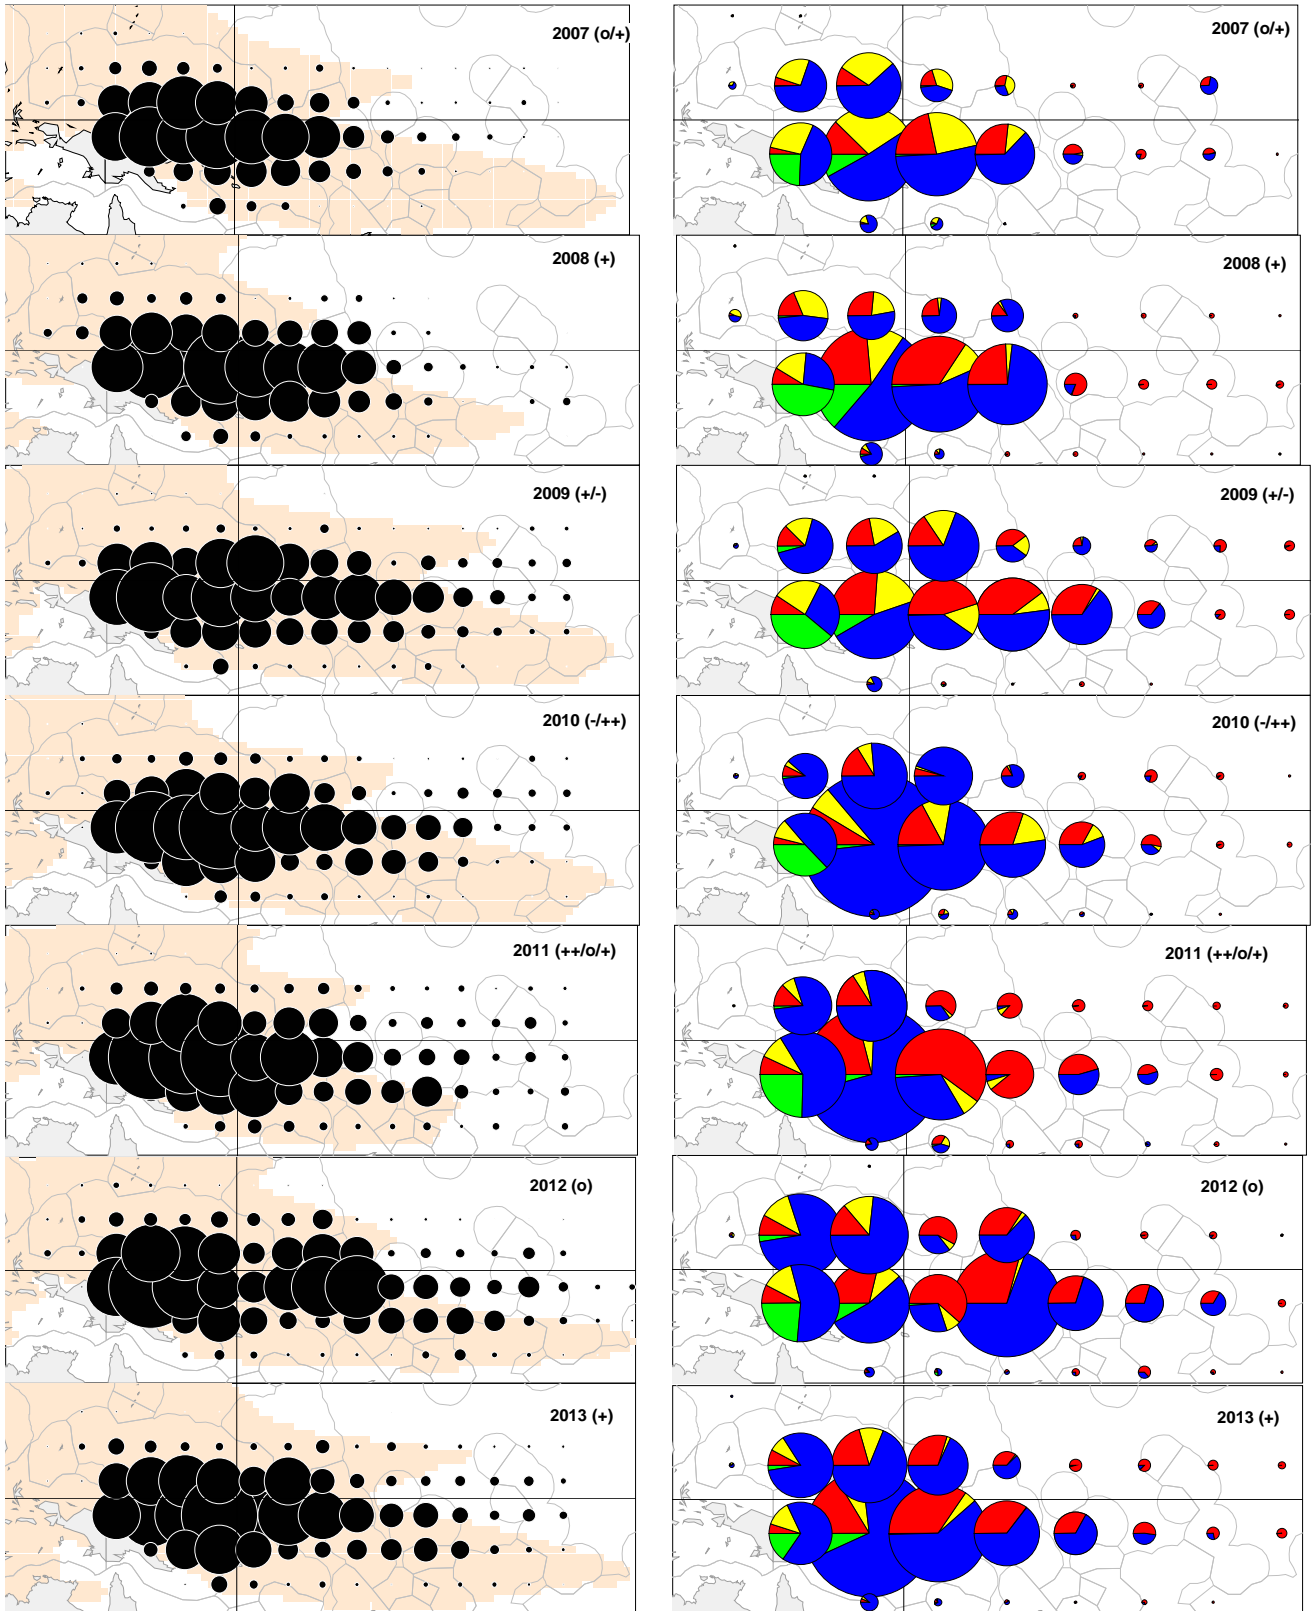 2007 (o/+)
2007 (o/+)
2008 (+)
2008 (+)
2009 (+/-)
2009 (+/-)
2010 (-/++)
2010 (-/++)
2011 (++/o/+)
2011 (++/o/+)
2012 (o)
2012 (o)
2013 (+)
2013 (+)